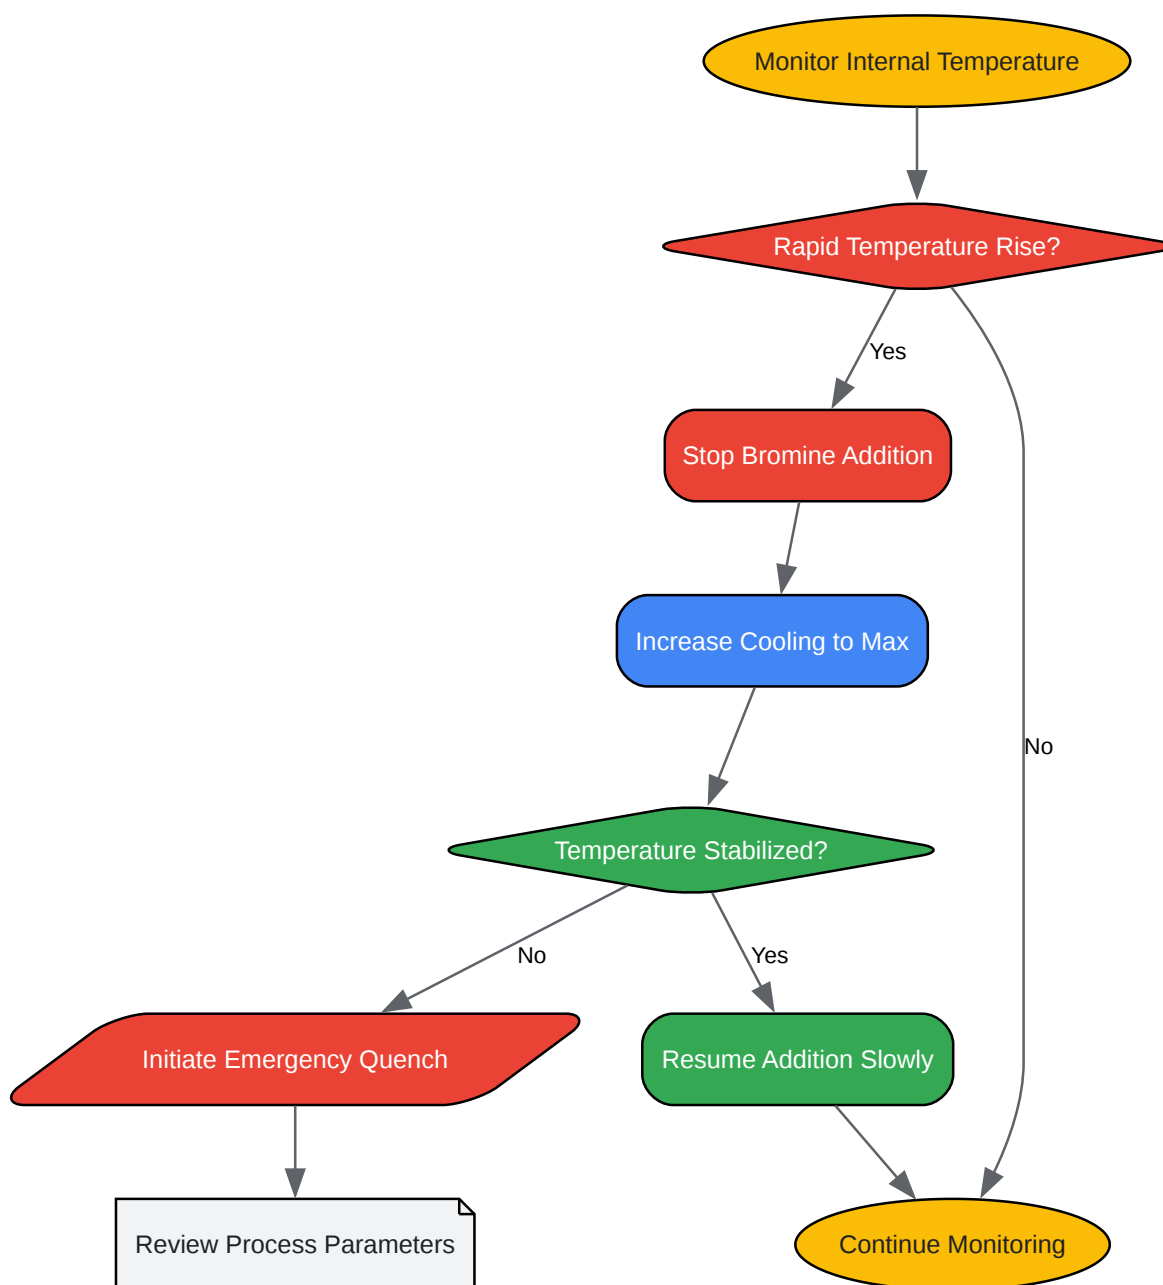 Monitor Internal Temperature
Rapid Temperature Rise?
Yes
Stop Bromine Addition
Increase Cooling to Max
No
Temperature Stabilized?
No
Yes
Initiate Emergency Quench
Resume Addition Slowly
Review Process Parameters
Continue Monitoring